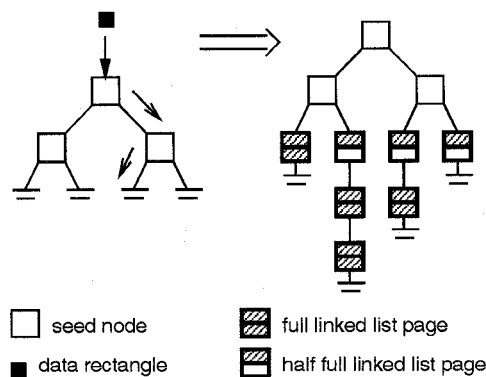 seed node
data rectangle
full linked list page
half full linked list page